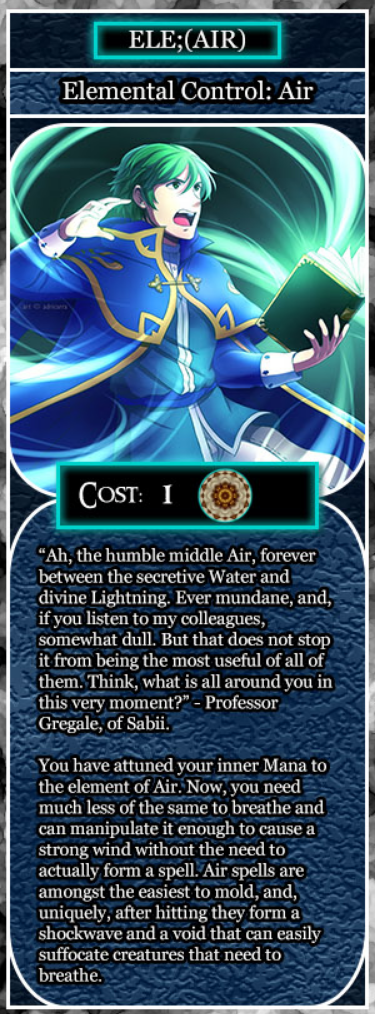 ELE;(AIR)
Elemental Control: Air
Cost: 1
“Ah, the humble middle Air, forever
between the secretive Water and
divine Lightning. Ever mundane, and,
if you listen to my colleagues,
somewhat dull. But that does not stop
it from being the most useful of all of
them. Think, what is all around you in
this very moment?” - Professor
Gregale, of Sabii.
You have attuned your inner Mana to
the element of Air. Now, you need
much less of the same to breathe and
can manipulate it enough to cause a
strong wind without the need to
actually form a spell. Air spells are
amongst the easiest to mold, and,
uniquely, after hitting they form a
shockwave and a void that can easily
suffocate creatures that need to
breathe.